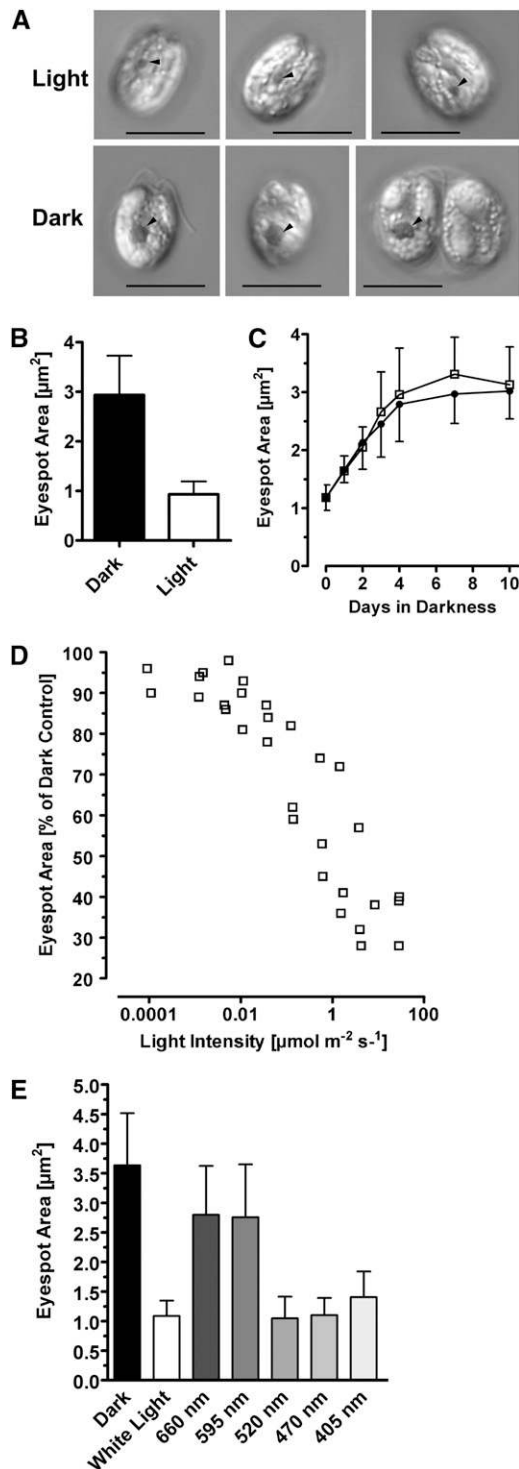 A
Light
Dark
B
Eyespot Area [µm²]
4
3
2
1
0
Dark
Light
C
Eyespot Area [µm²]
4
3
2
1
0
0 2 4 6 8 10
Days in Darkness
D
Eyespot Area [% of Dark Control]
100
90
80
70
60
50
40
30
20
0.0001 0.01 1 100
Light Intensity [µmol m⁻² s⁻¹]
E
Eyespot Area [µm²]
5.0
4.5
4.0
3.5
3.0
2.5
2.0
1.5
1.0
0.5
0.0
Dark
White Light
660 nm
595 nm
520 nm
470 nm
405 nm